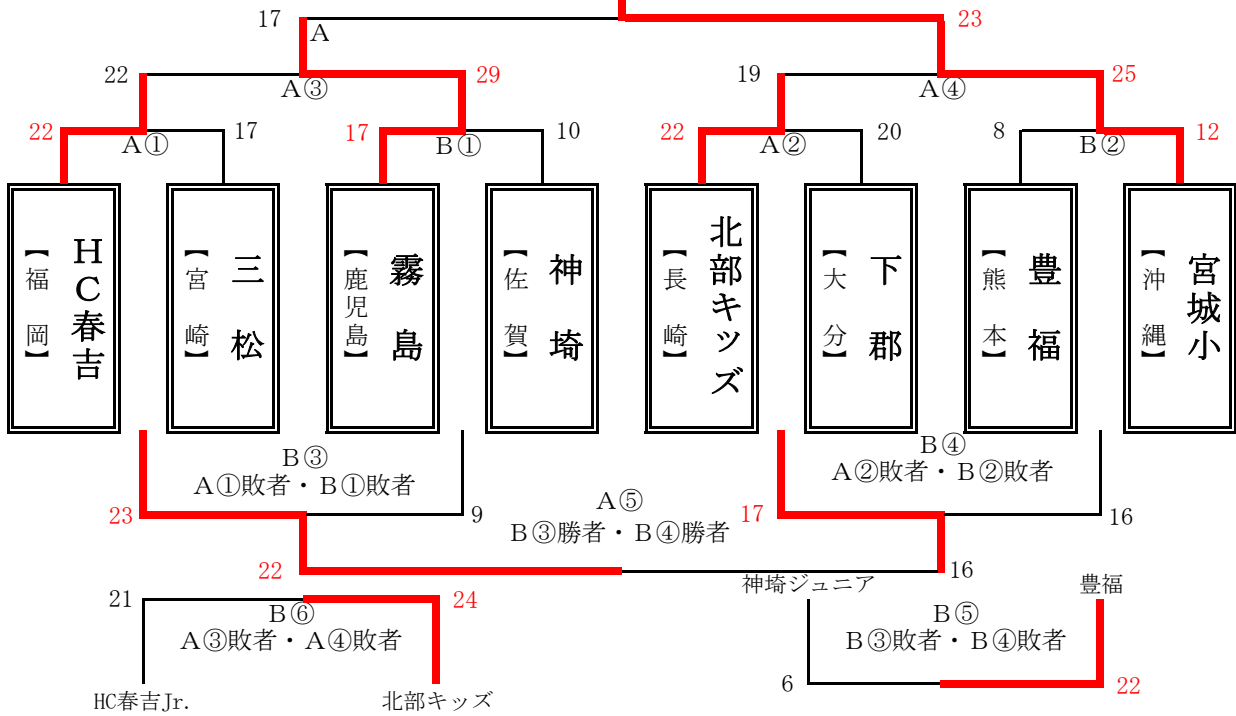 17
A
23
22
A③
29
19
A④
25
22
A①
17
17
B①
10
22
A②
20
8
B②
12
HC春吉
【福岡】
三松
【宮崎】
霧島
【鹿児島】
神埼
【佐賀】
北部キッズ
【長崎】
下郡
【大分】
豊福
【熊本】
宮城小
【沖縄】
B③
A①敗者・B①敗者
B④
A②敗者・B②敗者
23
9
A⑤
B③勝者・B④勝者
17
16
22
16
神埼ジュニア
豊福
21
B⑥
24
A③敗者・A④敗者
B⑤
B③敗者・B④敗者
6
22
HC春吉Jr.
北部キッズ